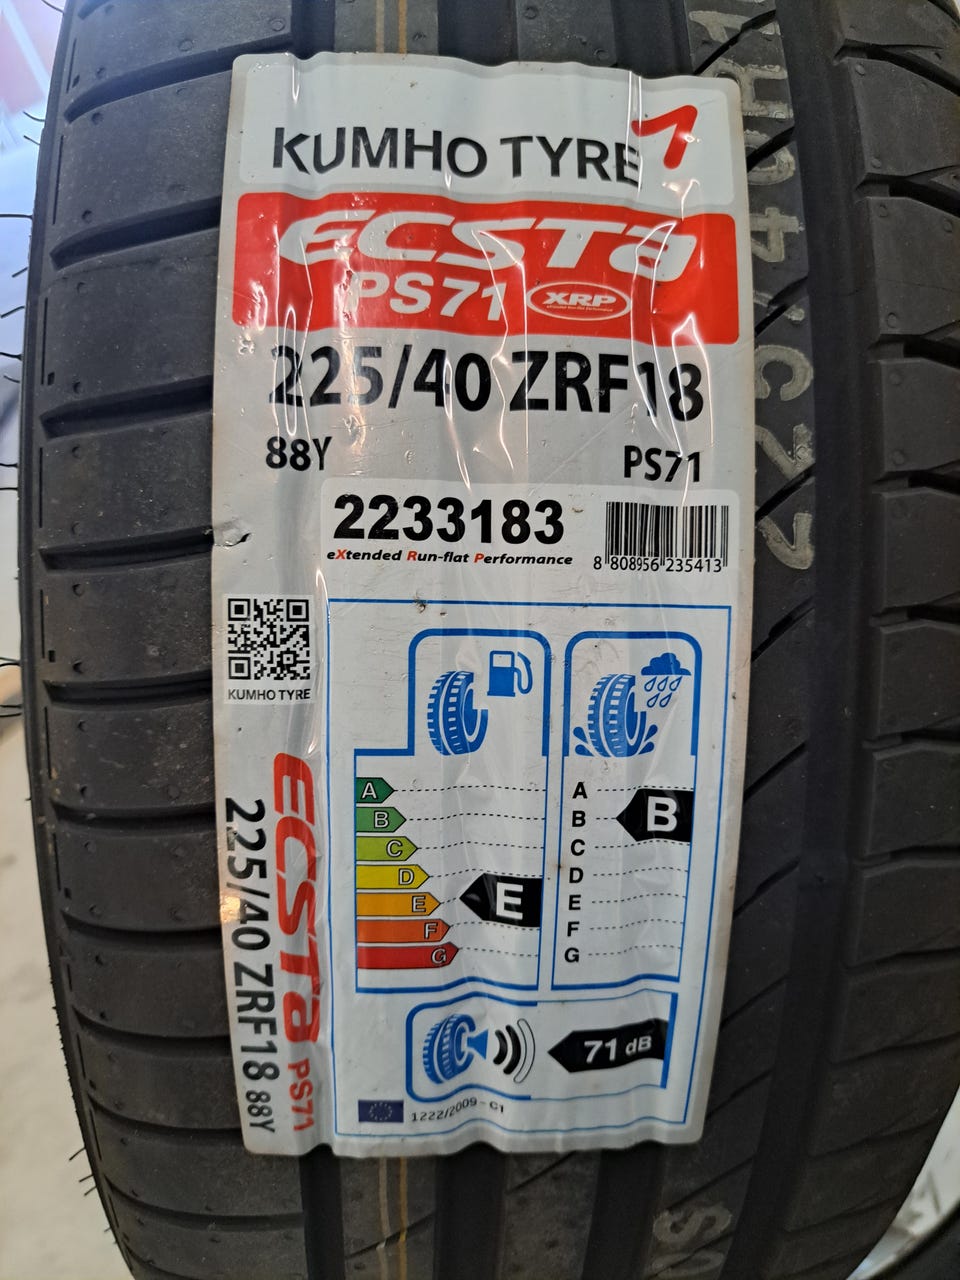 KUMHO TYRE
ECSTA
PS71 XRP
225/40 ZRF18
88Y PS71
2233183
eXtended Run-flat Performance
8 808956 235413
KUMHO TYRE
A
B
C
D
E
F
G
E
A
B
C
D
E
F
G
B
71 dB
1222/2009 - C1
ECSTA PS71
225/40 ZRF18 88Y